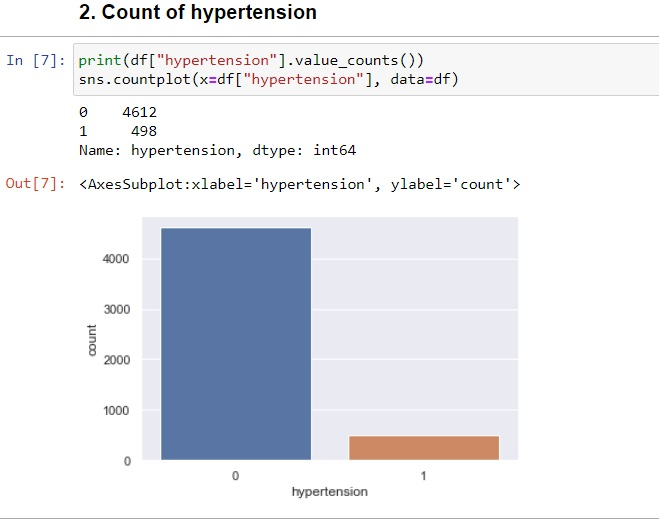 2. Count of hypertension
In [7]: print(df["hypertension"].value_counts())
sns.countplot(x=df["hypertension"], data=df)
0    4612
1     498
Name: hypertension, dtype: int64
Out[7]: <AxesSubplot:xlabel='hypertension', ylabel='count'>
4000
3000
2000
1000
0
count
0 1
hypertension